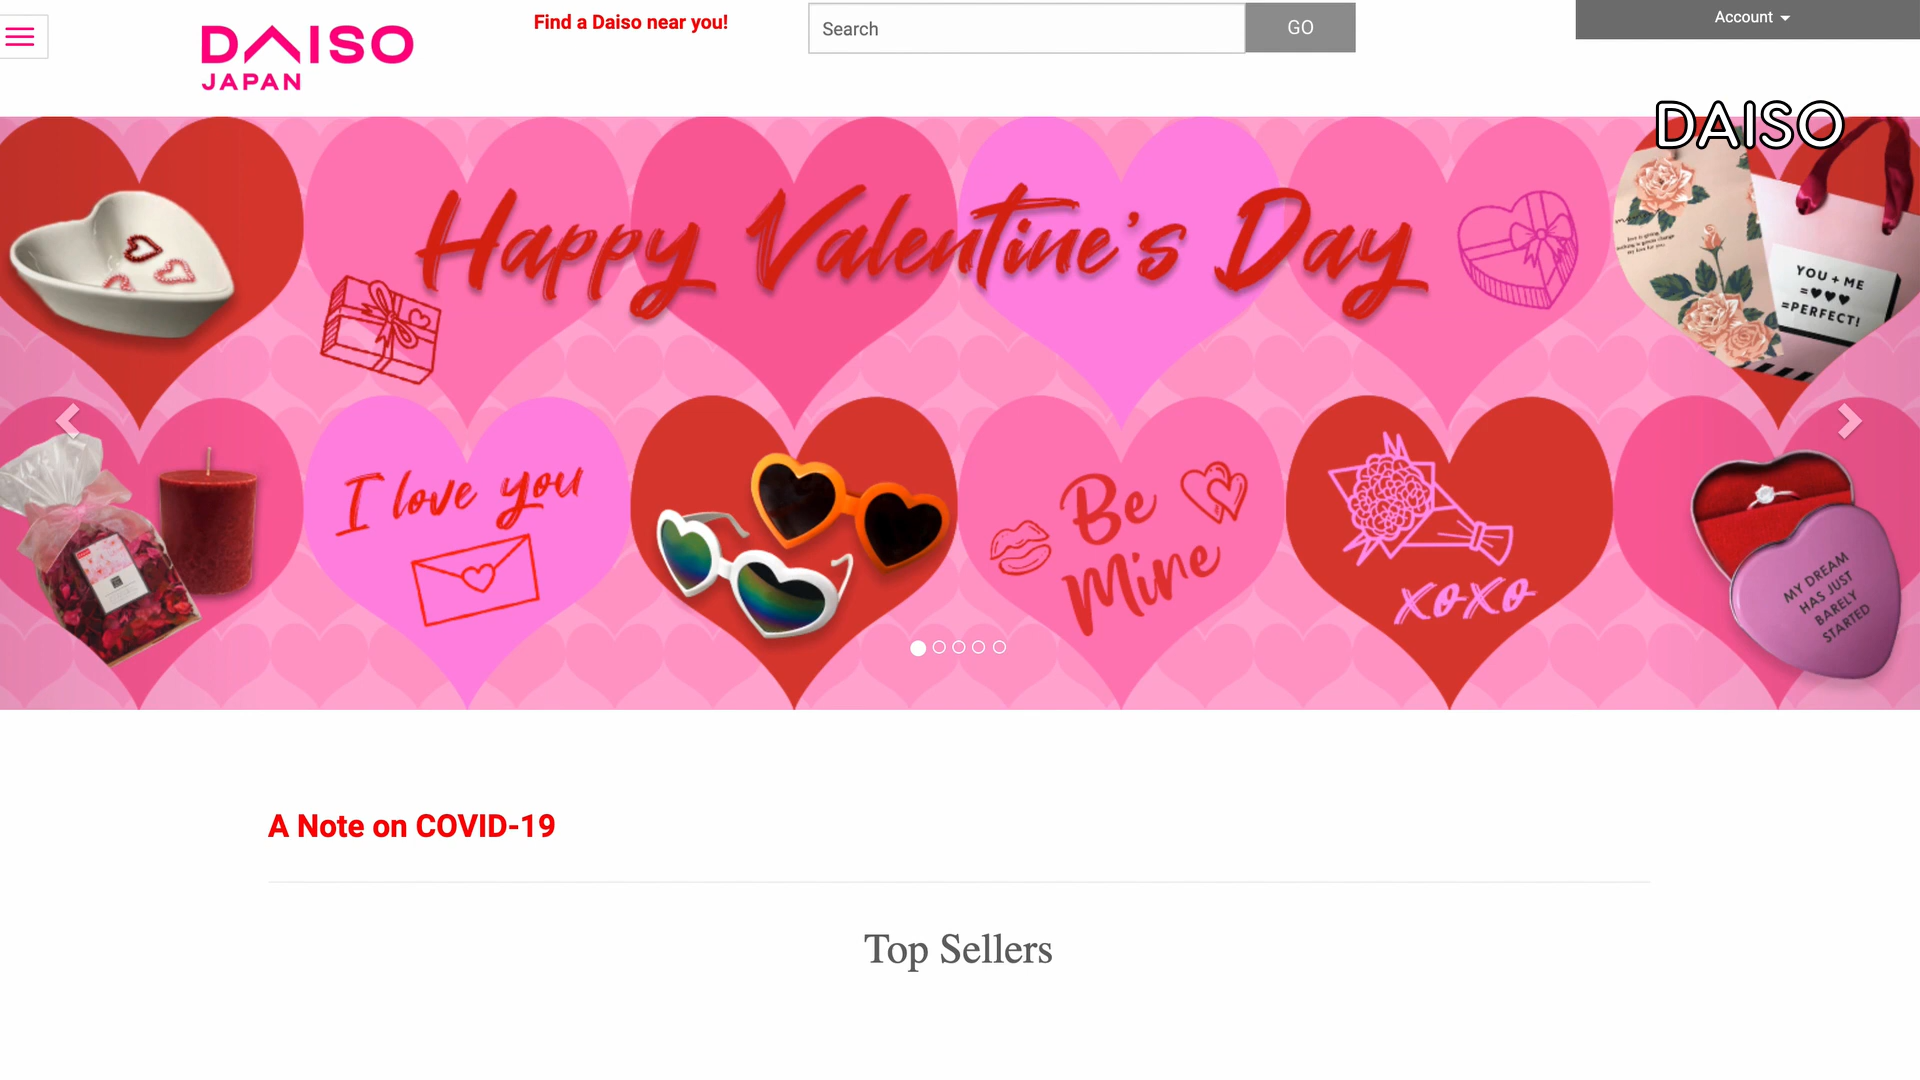 DAISO
JAPAN
Find a Daiso near you!
Search
GO
Account
DAISO
Happy Valentine's Day
YOU + ME
=♥♥♥
=PERFECT!
I love you
Be
Mine
xoxo
MY DREAM
HAS JUST
BARELY
STARTED
A Note on COVID-19
Top Sellers